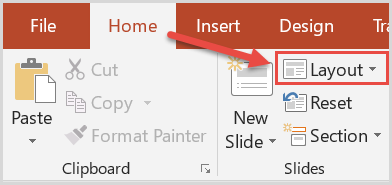 File Home Insert Design Tra
Cut
Copy
Format Painter
Paste
Clipboard
New
Slide
Layout
Reset
Section
Slides